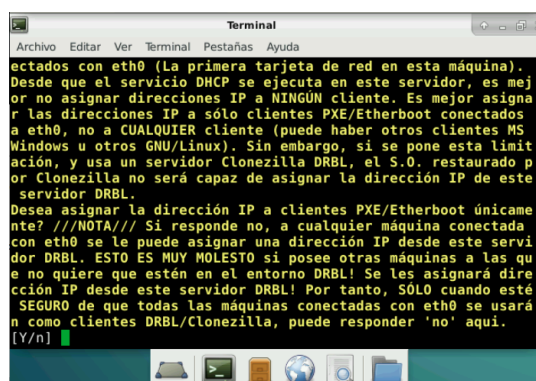 Terminal
Archivo Editar Ver Terminal Pestañas Ayuda
ectados con eth0 (La primera tarjeta de red en esta máquina).
Desde que el servicio DHCP se ejecuta en este servidor, es mej
or no asignar direcciones IP a NINGÚN cliente. Es mejor asigna
r las direcciones IP a sólo clientes PXE/Etherboot conectados
a eth0, no a CUALQUIER cliente (puede haber otros clientes MS
Windows u otros GNU/Linux). Sin embargo, si se pone esta limit
ación, y usa un servidor Clonezilla DRBL, el S.O. restaurado p
or Clonezilla no será capaz de asignar la dirección IP de este
servidor DRBL.
Desea asignar la dirección IP a clientes PXE/Etherboot únicame
nte? ///NOTA/// Si responde no, a cualquier máquina conectada
con eth0 se le puede asignar una dirección IP desde este servi
dor DRBL. ESTO ES MUY MOLESTO si posee otras máquinas a las qu
e no quiere que estén en el entorno DRBL! Se les asignará dire
cción IP desde este servidor DRBL! Por tanto, SÓLO cuando esté
SEGURO de que todas las máquinas conectadas con eth0 se usará
n como clientes DRBL/Clonezilla, puede responder 'no' aqui.
[Y/n]